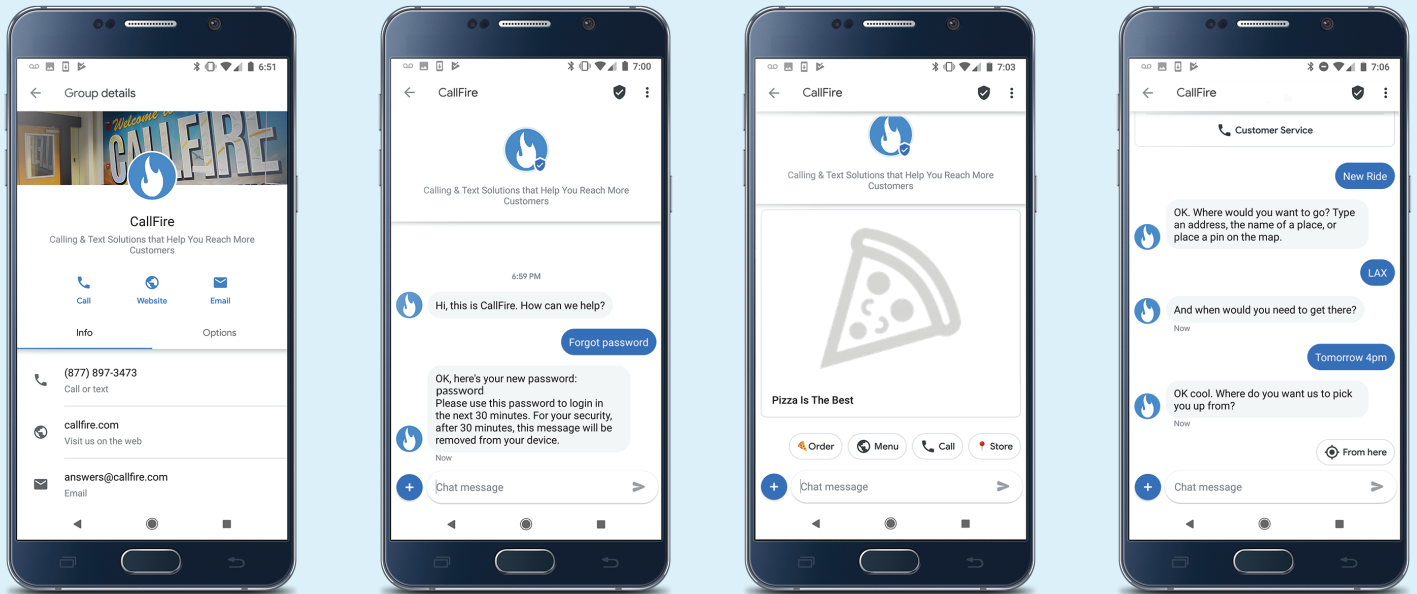 6:51
Group details
Welcome to
CALLFIRE
CallFire
Calling & Text Solutions that Help You Reach More
Customers
Call
Website
Email
Info
Options
(877) 897-3473
Call or text
callfire.com
Visit us on the web
answers@callfire.com
Email
7:00
CallFire
Calling & Text Solutions that Help You Reach More
Customers
6:59 PM
Hi, this is CallFire. How can we help?
Forgot password
OK, here's your new password:
password
Please use this password to login in
the next 30 minutes. For your security,
after 30 minutes, this message will be
removed from your device.
Now
Chat message
7:03
CallFire
Calling & Text Solutions that Help You Reach More
Customers
Pizza Is The Best
Order
Menu
Call
Store
Chat message
7:06
CallFire
Customer Service
New Ride
OK. Where would you want to go? Type
an address, the name of a place, or
place a pin on the map.
LAX
And when would you need to get there?
Now
Tomorrow 4pm
OK cool. Where do you want us to pick
you up from?
Now
From here
Chat message